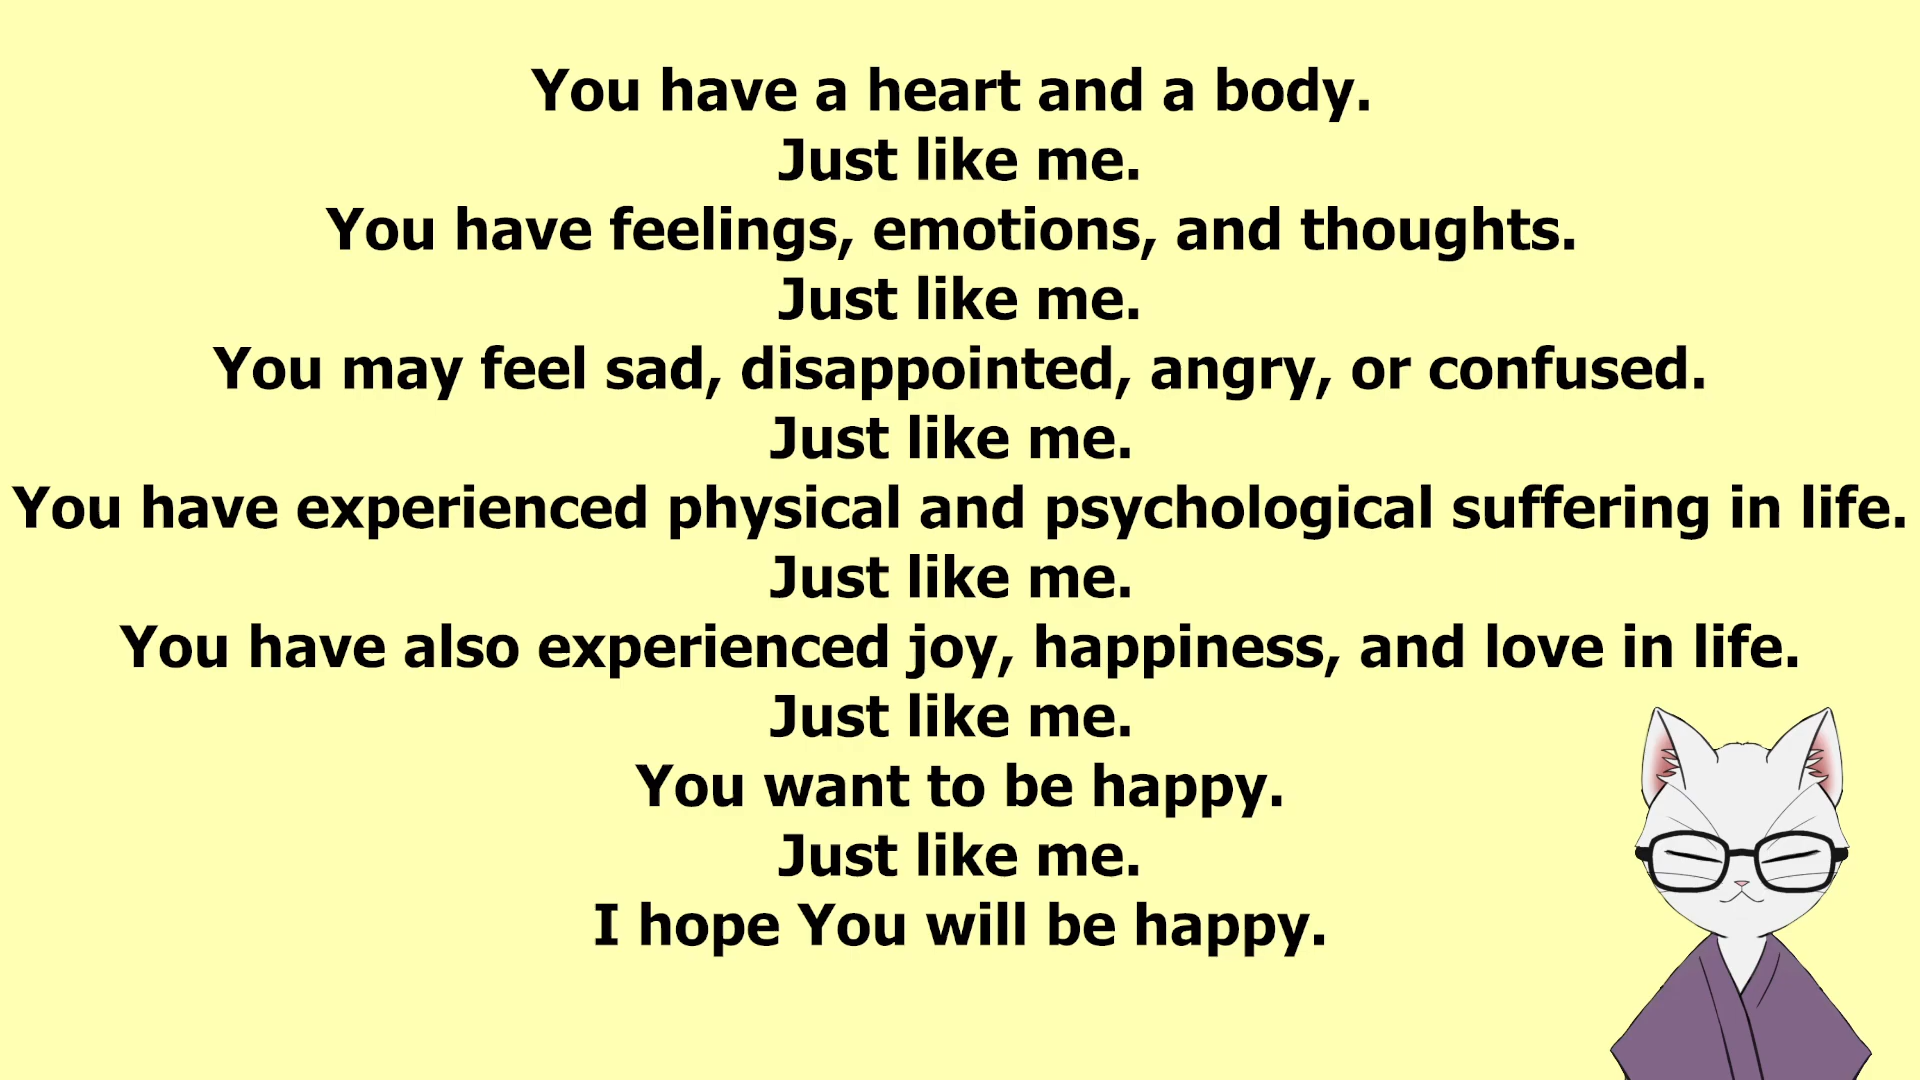 You have a heart and a body.
Just like me.
You have feelings, emotions, and thoughts.
Just like me.
You may feel sad, disappointed, angry, or confused.
Just like me.
You have experienced physical and psychological suffering in life.
Just like me.
You have also experienced joy, happiness, and love in life.
Just like me.
You want to be happy.
Just like me.
I hope You will be happy.